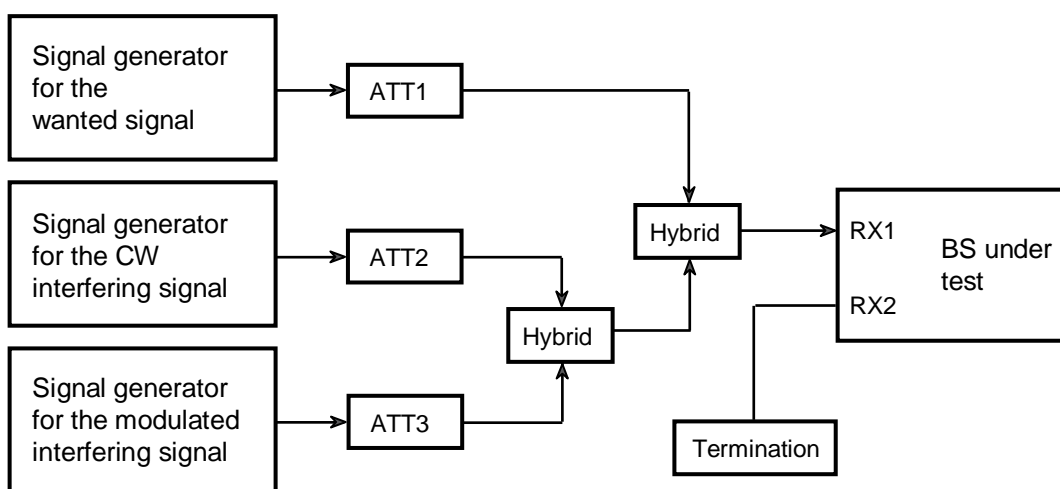 Signal generator
for the
wanted signal
ATT1
Signal generator
for the CW
interfering signal
ATT2
Hybrid
Hybrid
Signal generator
for the modulated
interfering signal
ATT3
RX1
BS under
test
RX2
Termination